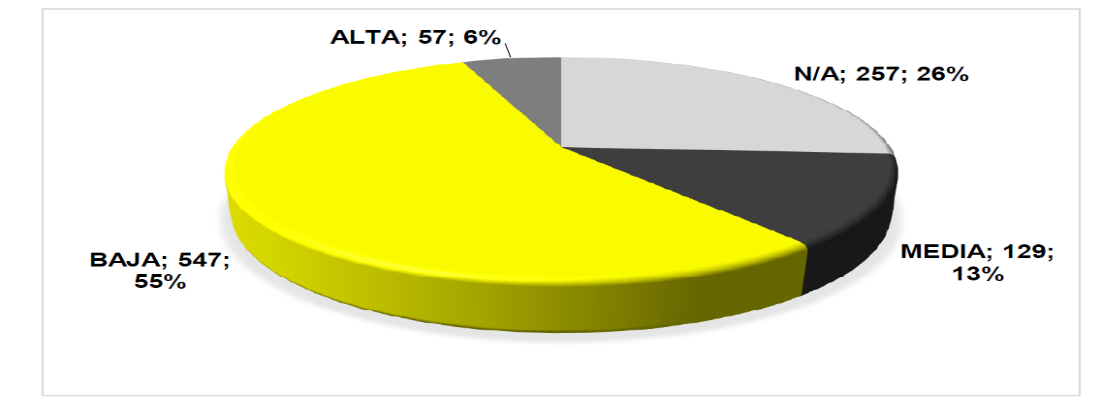 ALTA; 57; 6%
N/A; 257; 26%
BAJA; 547;
55%
MEDIA; 129;
13%